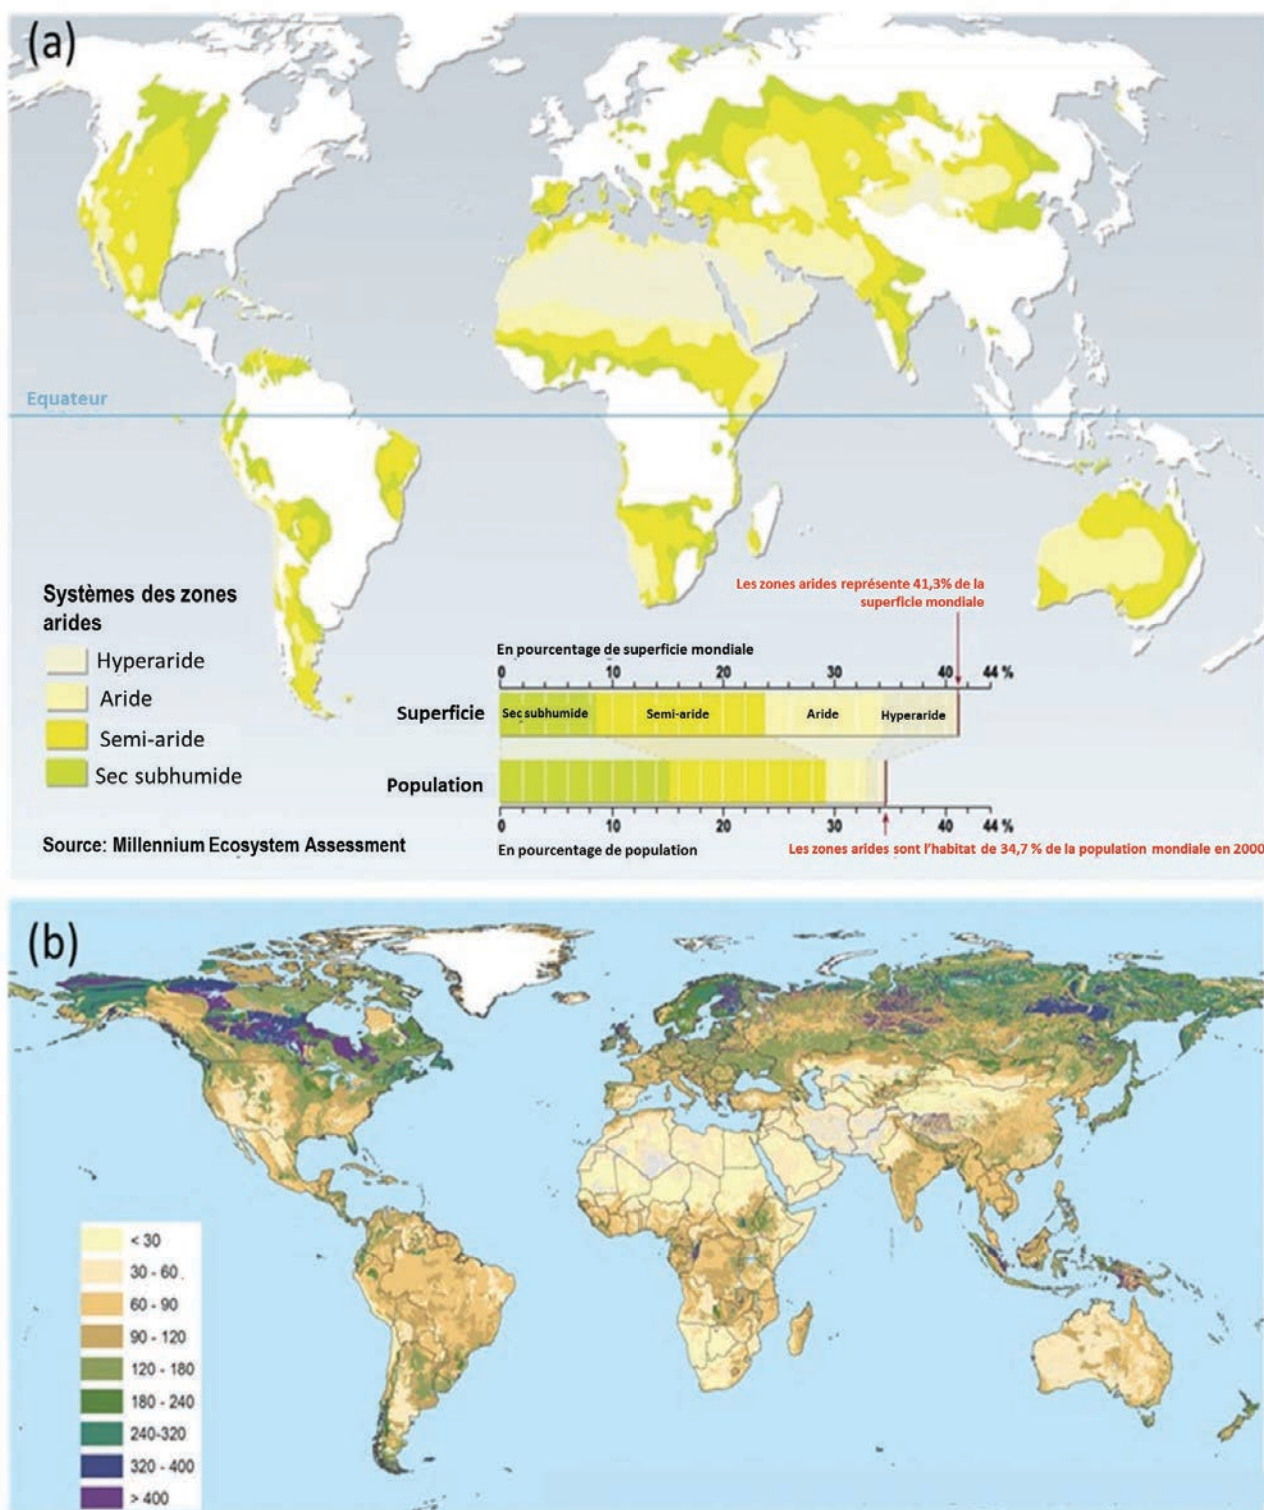 (a)
Equateur
Systèmes des zones
arides
Hyperaride
Aride
Semi-aride
Sec subhumide
Source: Millennium Ecosystem Assessment
Les zones arides représente 41,3% de la
superficie mondiale
En pourcentage de superficie mondiale
0 10 20 30 40 44 %
Superficie
Sec subhumide Semi-aride Aride Hyperaride
Population
0 10 20 30 40 44 %
En pourcentage de population
Les zones arides sont l'habitat de 34,7 % de la population mondiale en 2000
(b)
< 30
30 - 60
60 - 90
90 - 120
120 - 180
180 - 240
240-320
320 - 400
> 400